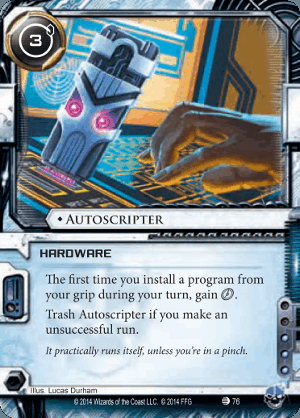 3
• AUTOSCRIPTER
HARDWARE
The first time you install a program from
your grip during your turn, gain .
Trash Autoscripter if you make an
unsuccessful run.
It practically runs itself, unless you're in a pinch.
Illus. Lucas Durham
© 2014 Wizards of the Coast LLC. © 2014 FFG
76